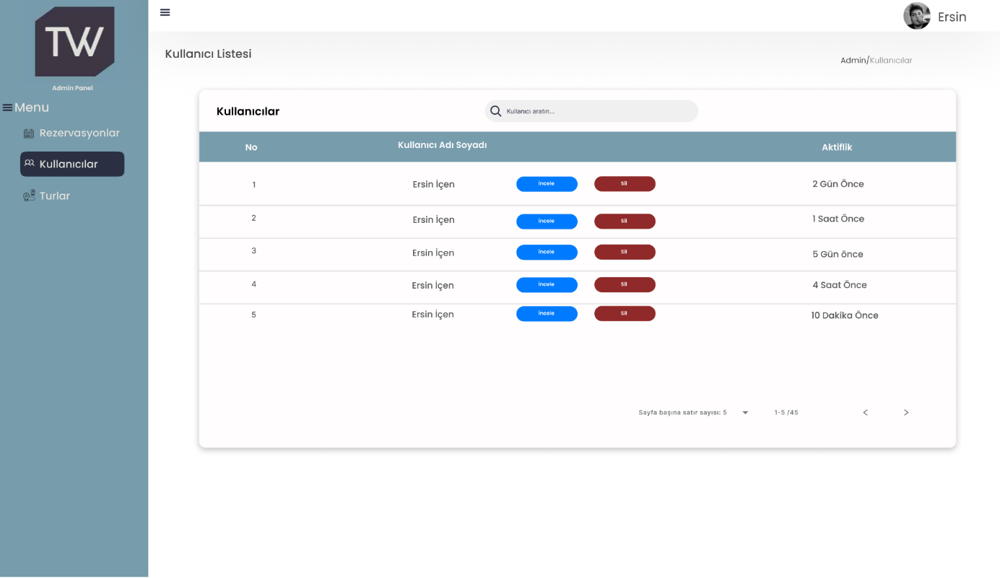 TW
Admin Panel
Menu
Rezervasyonlar
Kullanıcılar
Turlar
Ersin
Kullanıcı Listesi
Admin/Kullanıcılar
Kullanıcılar
Kullanıcı aratın...
No Kullanıcı Adı Soyadı Aktiflik
1 Ersin İçen İncele Sil 2 Gün Önce
2 Ersin İçen İncele Sil 1 Saat Önce
3 Ersin İçen İncele Sil 5 Gün önce
4 Ersin İçen İncele Sil 4 Saat Önce
5 Ersin İçen İncele Sil 10 Dakika Önce
Sayfa başına satır sayısı: 5 1-5 /45